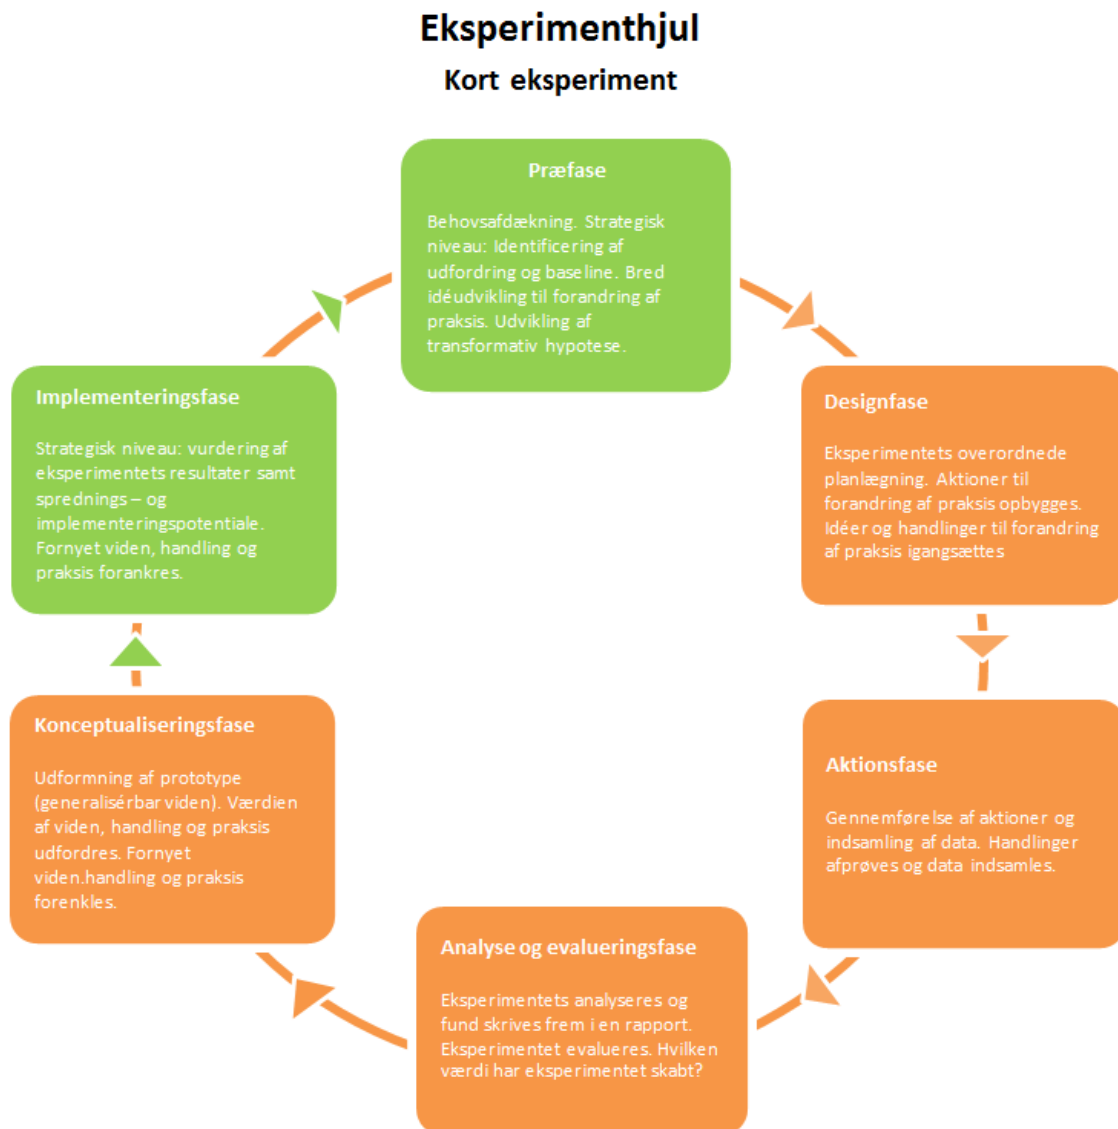 Eksperimenthjul
Kort eksperiment
Præfase
Behovsafdækning. Strategisk
niveau: Identificering af
udfordring og baseline. Bred
idéudvikling til forandring af
praksis. Udvikling af
transformativ hypotese.
Designfase
Eksperimentets overordnede
planlægning. Aktioner til
forandring af praksis opbygges.
Idéer og handlinger til forandring
af praksis igangsættes
Aktionsfase
Gennemførelse af aktioner og
indsamling af data. Handlinger
afprøves og data indsamles.
Analyse og evalueringsfase
Eksperimentets analyseres og
fund skrives frem i en rapport.
Eksperimentet evalueres. Hvilken
værdi har eksperimentet skabt?
Konceptualiseringsfase
Udformning af prototype
(generalisérbar viden). Værdien
af viden, handling og praksis
udfordres. Fornyet
viden.handling og praksis
forenkles.
Implementeringsfase
Strategisk niveau: vurdering af
eksperimentets resultater samt
sprednings – og
implementeringspotentiale.
Fornyet viden, handling og
praksis forankres.